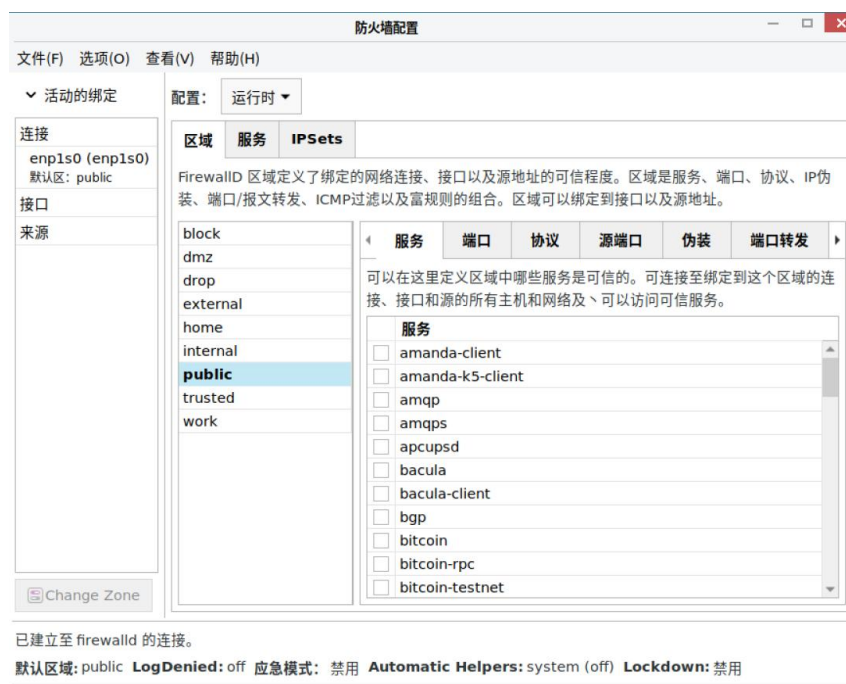 防火墙配置
文件(F) 选项(O) 查看(V) 帮助(H)
活动的绑定
配置： 运行时
连接
enp1s0 (enp1s0)
默认区：public
接口
来源
Change Zone
区域 服务 IPSets
FirewallD 区域定义了绑定的网络连接、接口以及源地址的可信程度。区域是服务、端口、协议、IP伪
装、端口/报文转发、ICMP过滤以及富规则的组合。区域可以绑定到接口以及源地址。
block
dmz
drop
external
home
internal
public
trusted
work
服务 端口 协议 源端口 伪装 端口转发
可以在这里定义区域中哪些服务是可信的。可连接至绑定到这个区域的连
接、接口和源的所有主机和网络及丶可以访问可信服务。
服务
amanda-client
amanda-k5-client
amqp
amqps
apcupsd
bacula
bacula-client
bgp
bitcoin
bitcoin-rpc
bitcoin-testnet
已建立至 firewalld 的连接。
默认区域: public LogDenied: off 应急模式： 禁用 Automatic Helpers: system (off) Lockdown: 禁用